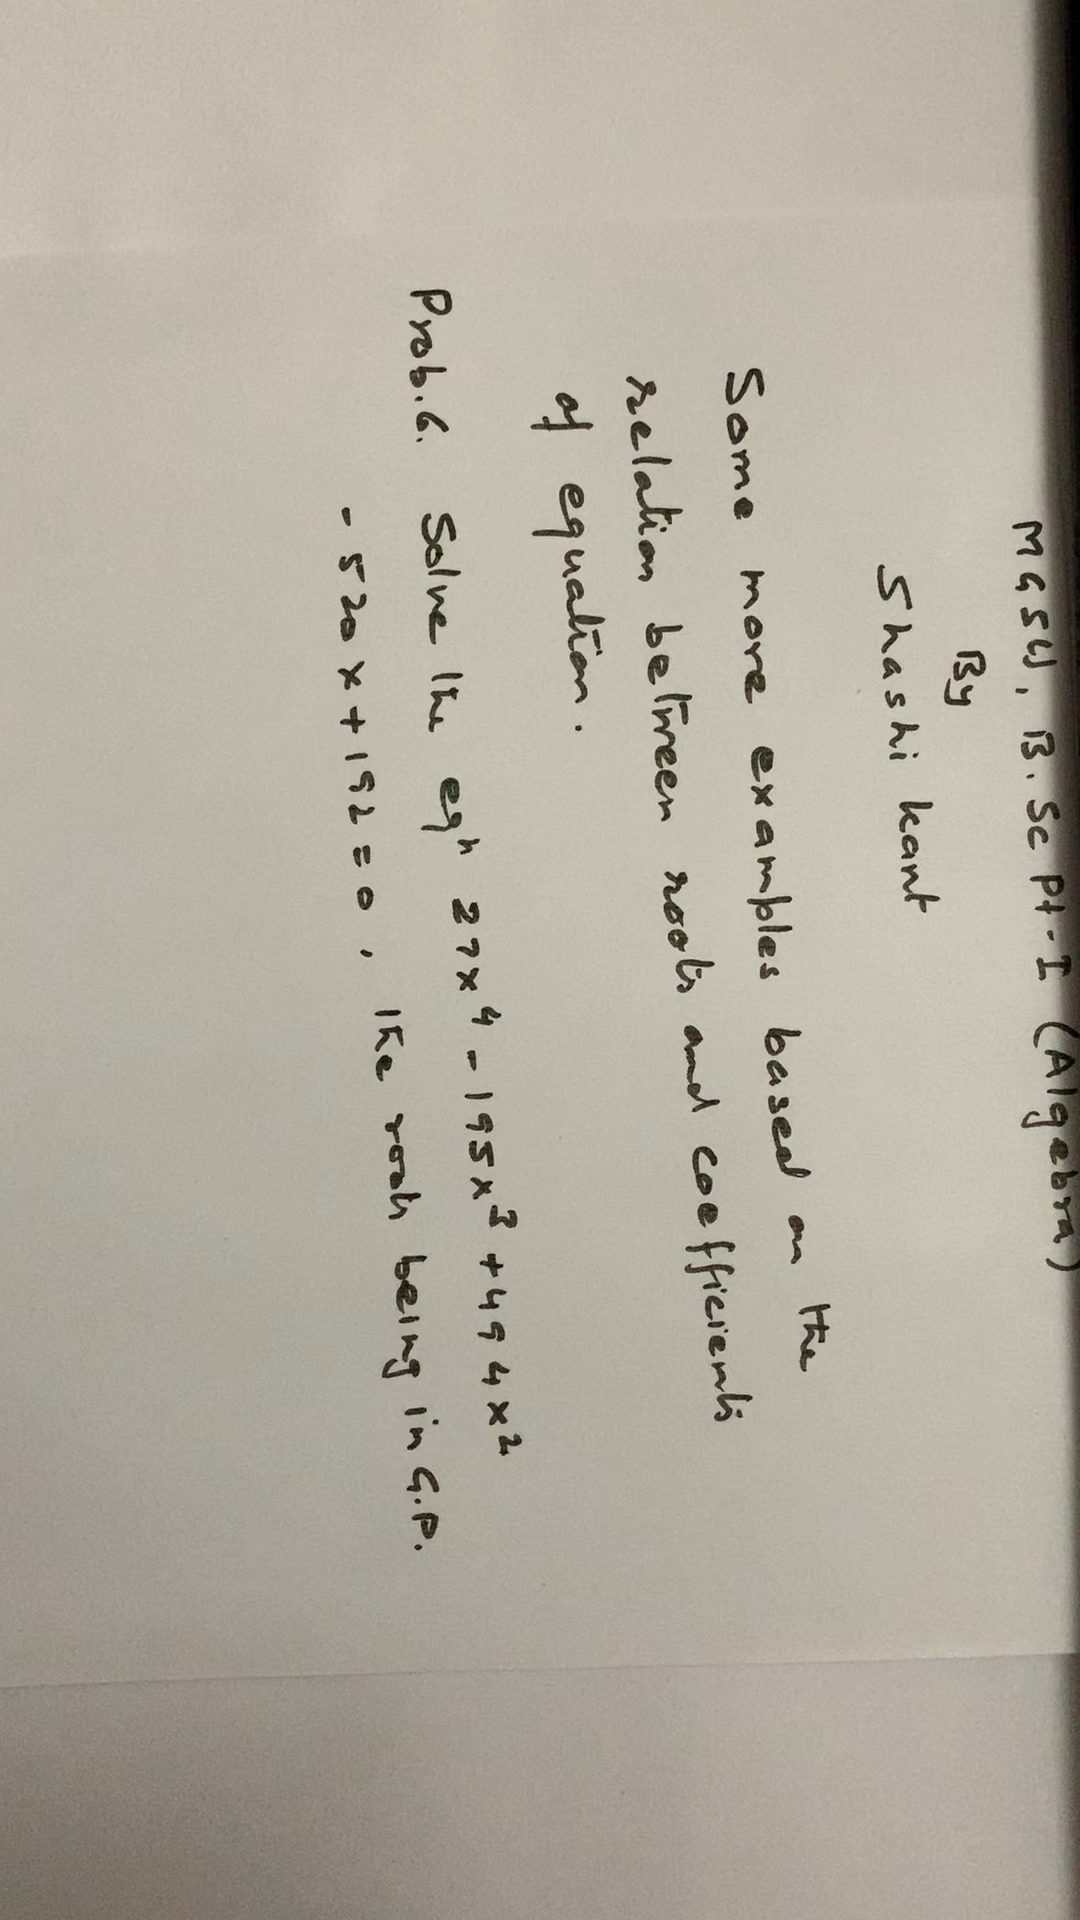 MGSU, B.Sc Pt-I (Algebra)
By
Shashi kant
Some more examples based on the
relation between roots and coefficients
of equation.
Prob.6. Solve the eqⁿ 27x⁴ - 195x³ + 494x²
- 520x + 192 = 0, the roots being in G.P.